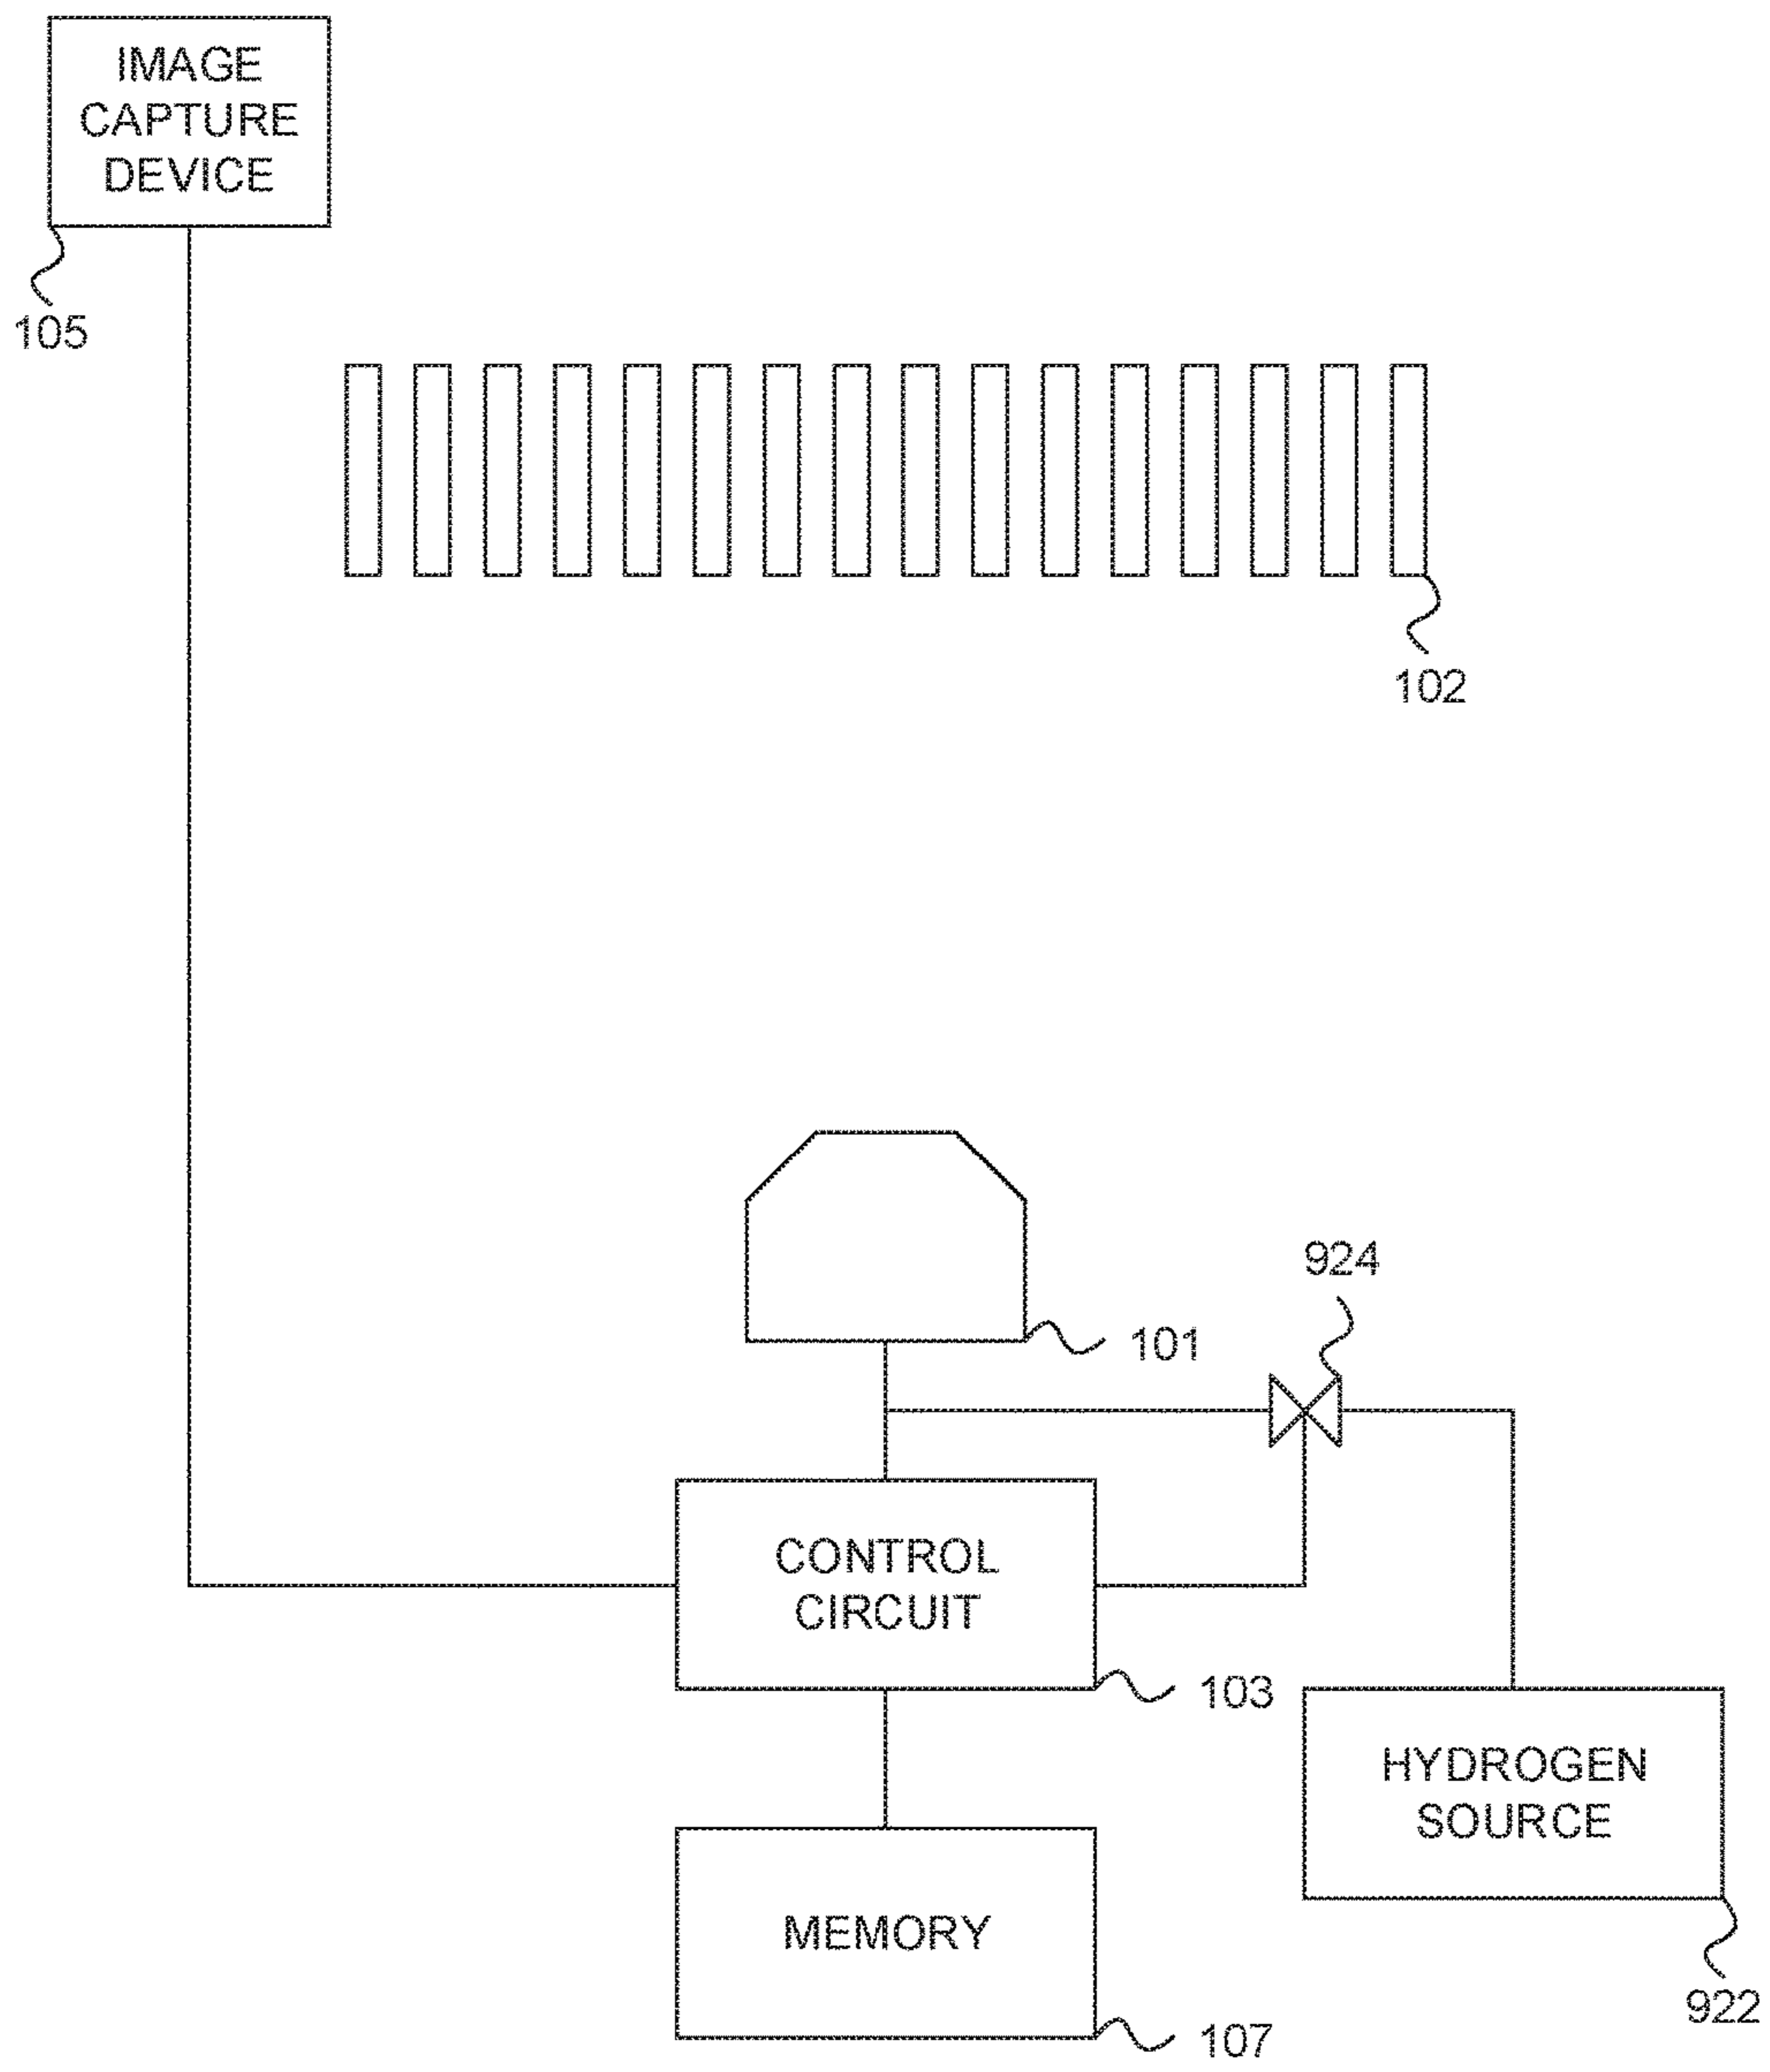 IMAGE
CAPTURE
DEVICE
105
102
924
101
CONTROL
CIRCUIT
103
HYDROGEN
SOURCE
MEMORY
922
107